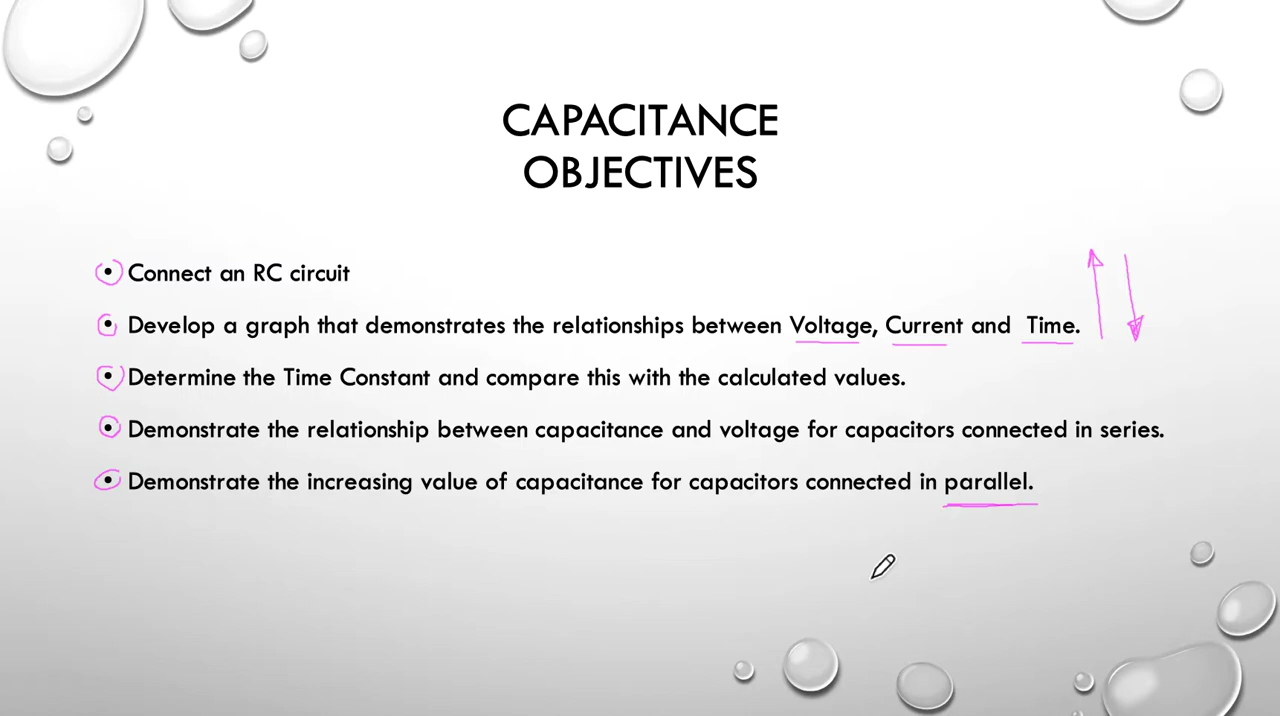 CAPACITANCE
OBJECTIVES
• Connect an RC circuit
• Develop a graph that demonstrates the relationships between Voltage, Current and Time.
• Determine the Time Constant and compare this with the calculated values.
• Demonstrate the relationship between capacitance and voltage for capacitors connected in series.
• Demonstrate the increasing value of capacitance for capacitors connected in parallel.